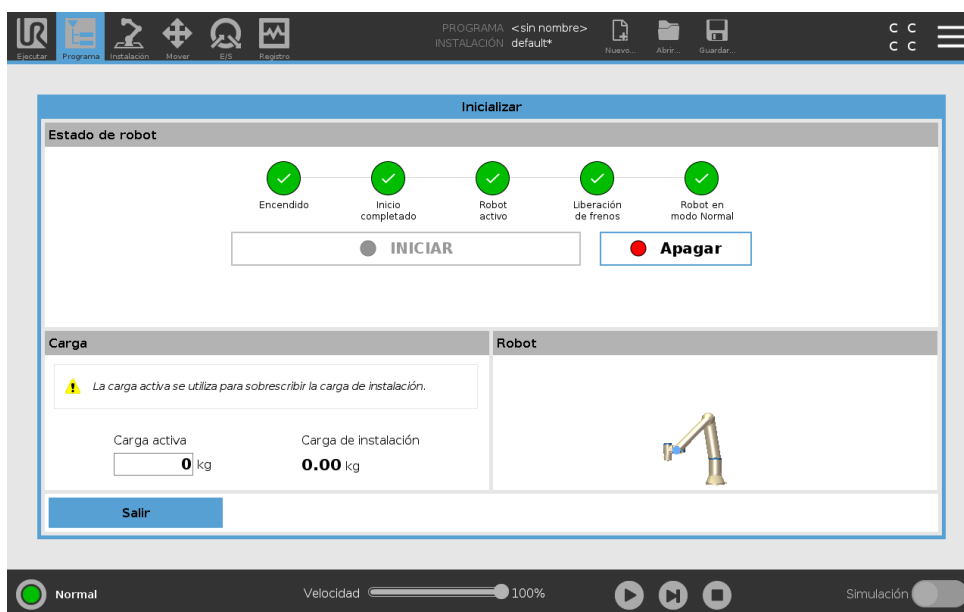 UR
PROGRAMA <sin nombre>
INSTALACIÓN default*
C C
C C
Ejecutar Programa Instalación Mover E/S Registro Nuevo... Abrir... Guardar...
Inicializar
Estado de robot
Encendido
Inicio
completado
Robot
activo
Liberación
de frenos
Robot en
modo Normal
INICIAR
Apagar
Carga
Robot
La carga activa se utiliza para sobrescribir la carga de instalación.
Carga activa
Carga de instalación
0 kg
0.00 kg
Salir
Normal
Velocidad
100%
Simulación